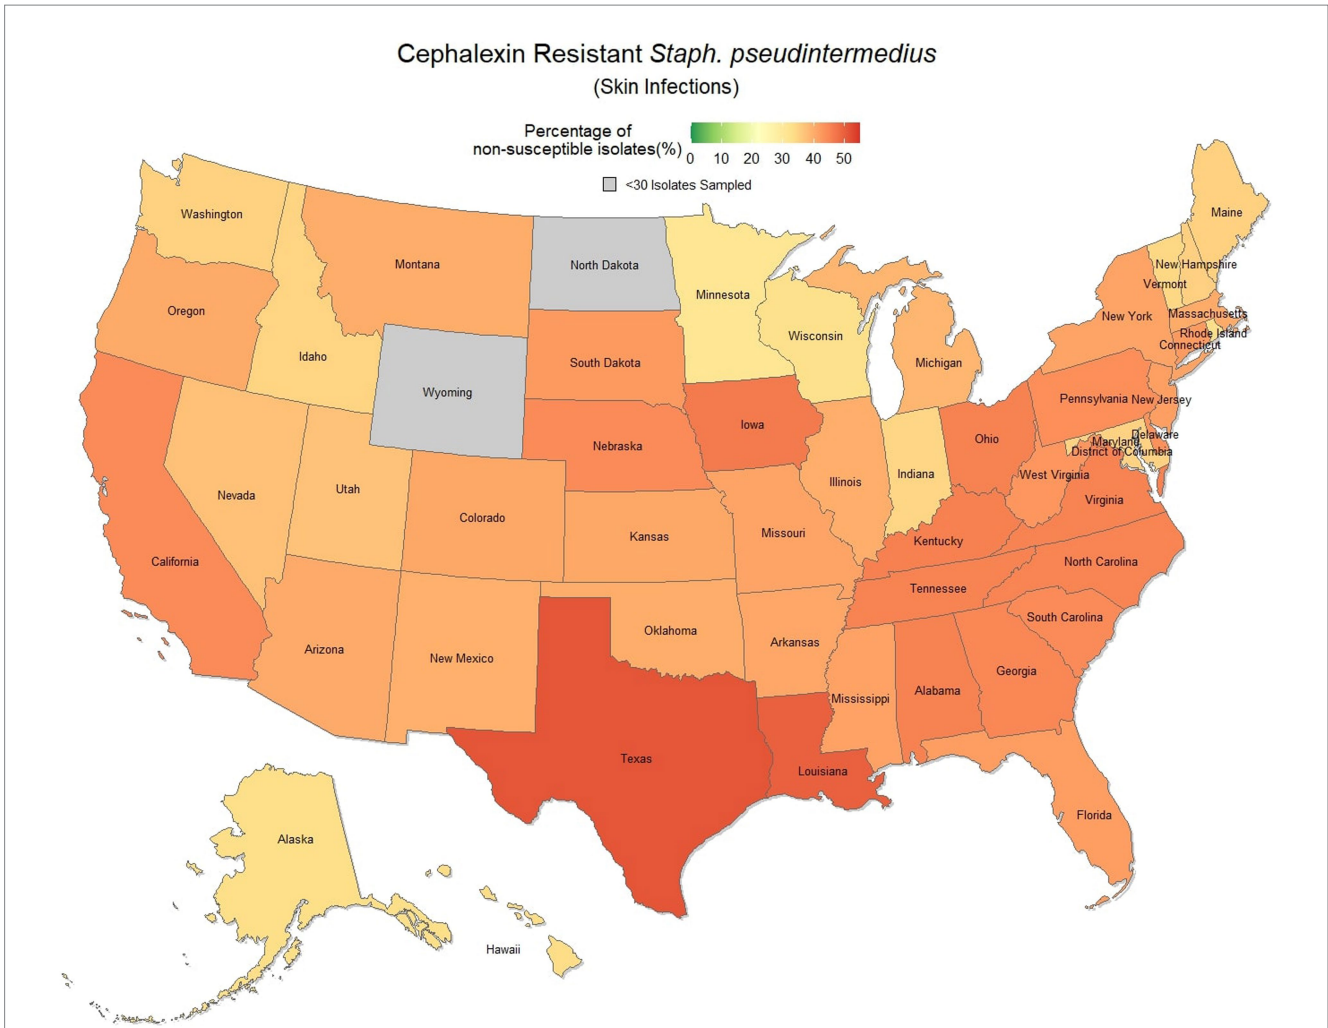 Cephalexin Resistant Staph. pseudintermedius
(Skin Infections)
Percentage of
non-susceptible isolates(%)
0 10 20 30 40 50
<30 Isolates Sampled
Washington
Maine
Montana
North Dakota
New Hampshire
Vermont
Minnesota
Oregon
Massachusetts
New York
Rhode Island
Wisconsin
Connecticut
Idaho
South Dakota
Michigan
Wyoming
Pennsylvania
New Jersey
Iowa
Delaware
Ohio
Maryland
Nebraska
District of Columbia
Indiana
West Virginia
Illinois
Utah
Nevada
Virginia
Colorado
Missouri
Kansas
Kentucky
California
North Carolina
Tennessee
South Carolina
Oklahoma
Arkansas
Arizona
New Mexico
Georgia
Alabama
Mississippi
Texas
Louisiana
Florida
Alaska
Hawaii